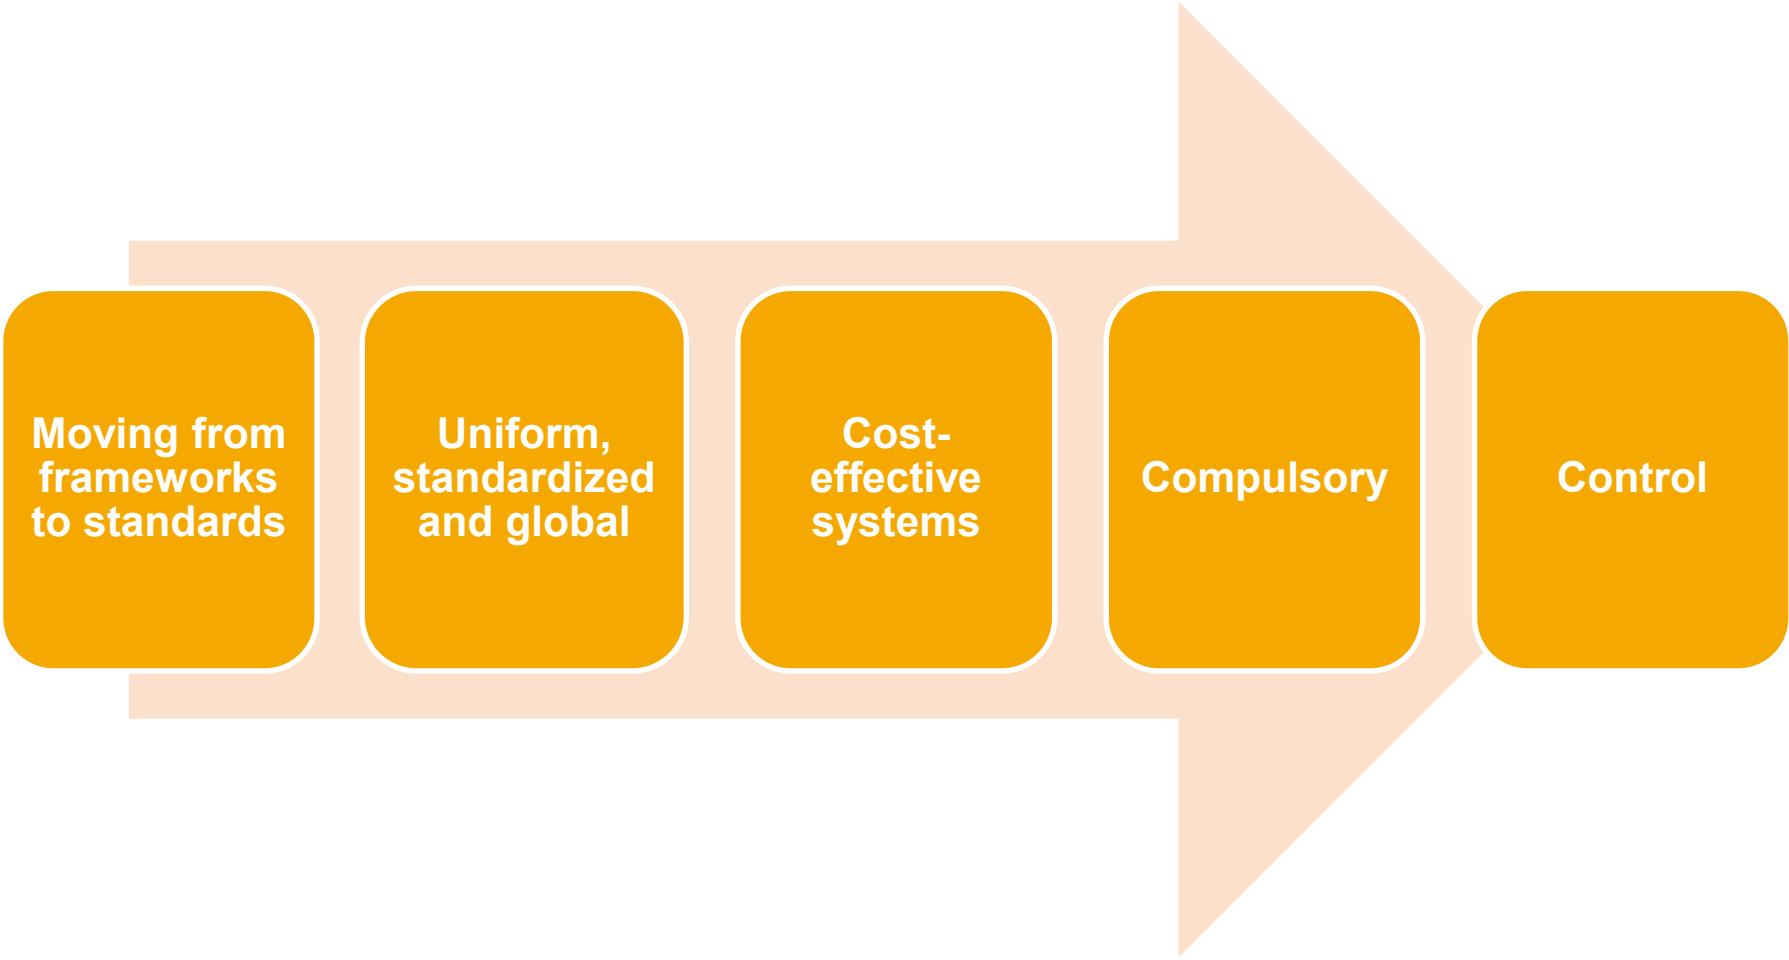 Moving from
frameworks
to standards
Uniform,
standardized
and global
Cost-
effective
systems
Compulsory
Control